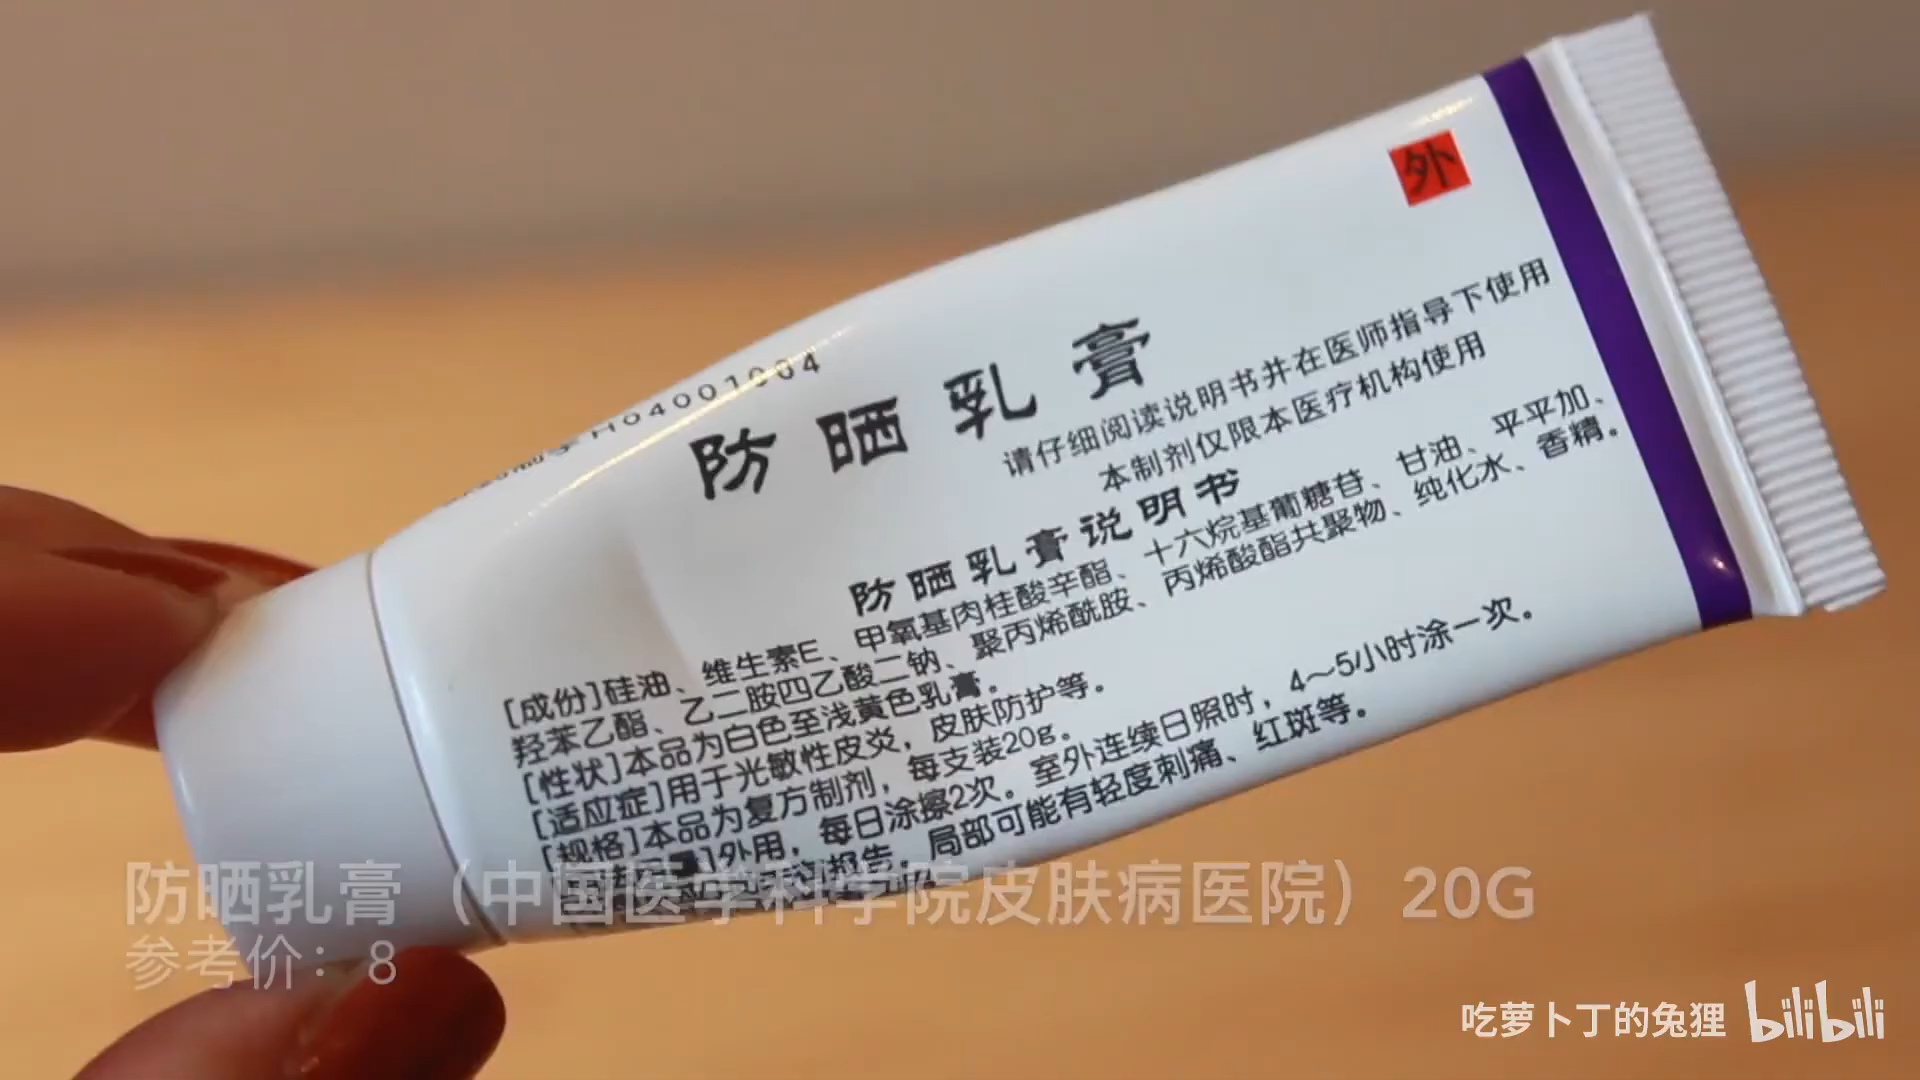 外
H04001004
防晒乳膏
请仔细阅读说明书并在医师指导下使用
本制剂仅限本医疗机构使用
防晒乳膏说明书
[成份]硅油、维生素E、甲氧基肉桂酸辛酯、十六烷基葡糖苷、甘油、平平加、
羟苯乙酯、乙二胺四乙酸二钠、聚丙烯酰胺、丙烯酸酯共聚物、纯化水、香精。
[性状]本品为白色至浅黄色乳膏。
[适应症]用于光敏性皮炎，皮肤防护等。
[规格]本品为复方制剂，每支装20g。
外用，每日涂擦2次。室外连续日照时，4～5小时涂一次。
报告。局部可能有轻度刺痛、红斑等。
防晒乳膏（中国医学科学院皮肤病医院）20G
参考价：8
吃萝卜丁的兔狸 bilibili